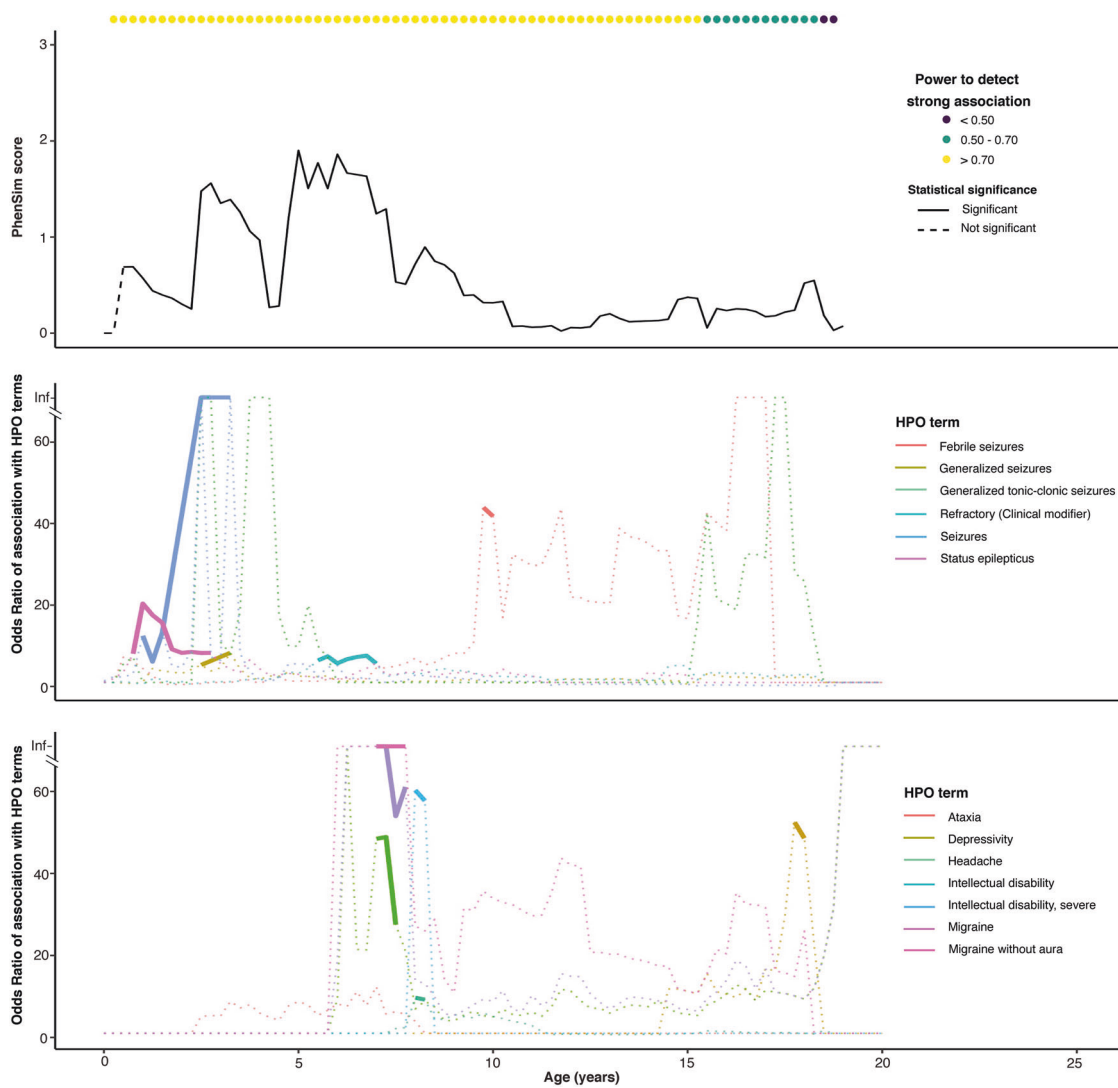 3
2
1
0
PhenSim score
Power to detect
strong association
< 0.50
0.50 - 0.70
> 0.70
Statistical significance
Significant
Not significant
Inf
60
40
20
0
Odds Ratio of association with HPO terms
HPO term
Febrile seizures
Generalized seizures
Generalized tonic-clonic seizures
Refractory (Clinical modifier)
Seizures
Status epilepticus
Inf
60
40
20
0
Odds Ratio of association with HPO terms
HPO term
Ataxia
Depressivity
Headache
Intellectual disability
Intellectual disability, severe
Migraine
Migraine without aura
0 5 10 15 20 25
Age (years)